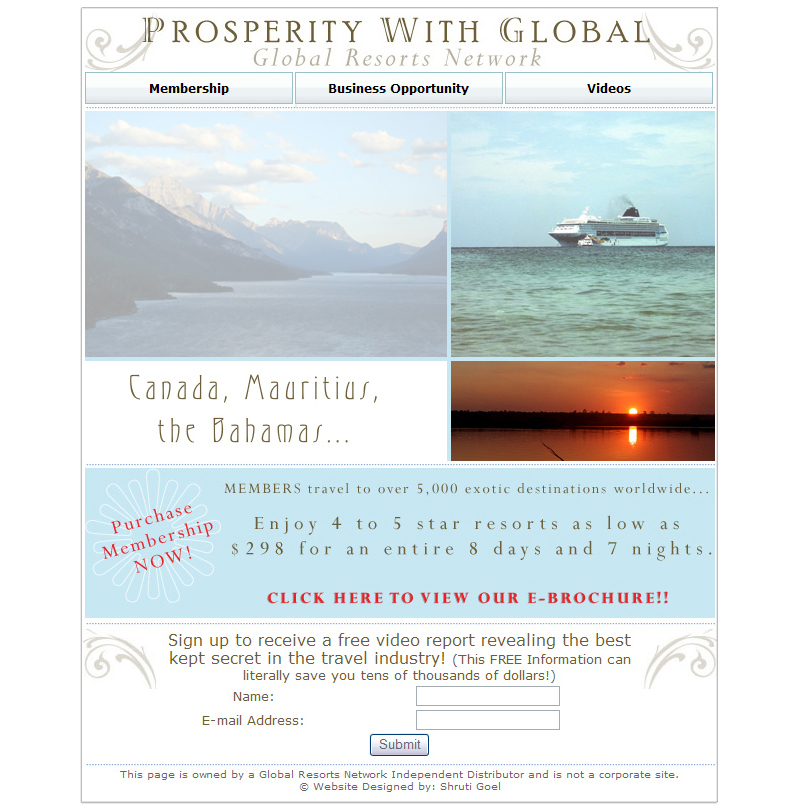 Prosperity With Global
Global Resorts Network
Membership
Business Opportunity
Videos
Canada, Mauritius,
the Bahamas...
MEMBERS travel to over 5,000 exotic destinations worldwide...
Purchase
Membership
NOW!
Enjoy 4 to 5 star resorts as low as
$298 for an entire 8 days and 7 nights.
CLICK HERE TO VIEW OUR E-BROCHURE!!
Sign up to receive a free video report revealing the best
kept secret in the travel industry! (This FREE Information can
literally save you tens of thousands of dollars!)
Name:
E-mail Address:
Submit
This page is owned by a Global Resorts Network Independent Distributor and is not a corporate site.
© Website Designed by: Shruti Goel